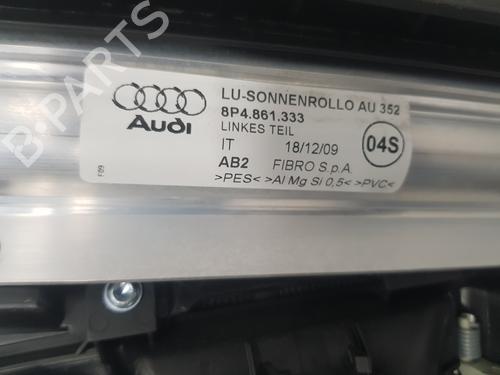 B-PARTS
Audi
LU-SONNENROLLO AU 352
8P4.861.333
LINKES TEIL
IT 18/12/09
AB2 FIBRO S.p.A.
04S
>PES< >Al Mg Si 0,5< >PVC<
F09